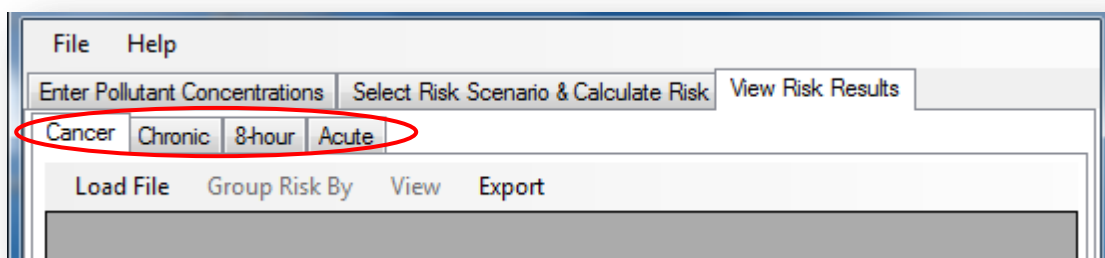 File Help
Enter Pollutant Concentrations Select Risk Scenario & Calculate Risk View Risk Results
Cancer Chronic 8-hour Acute
Load File Group Risk By View Export